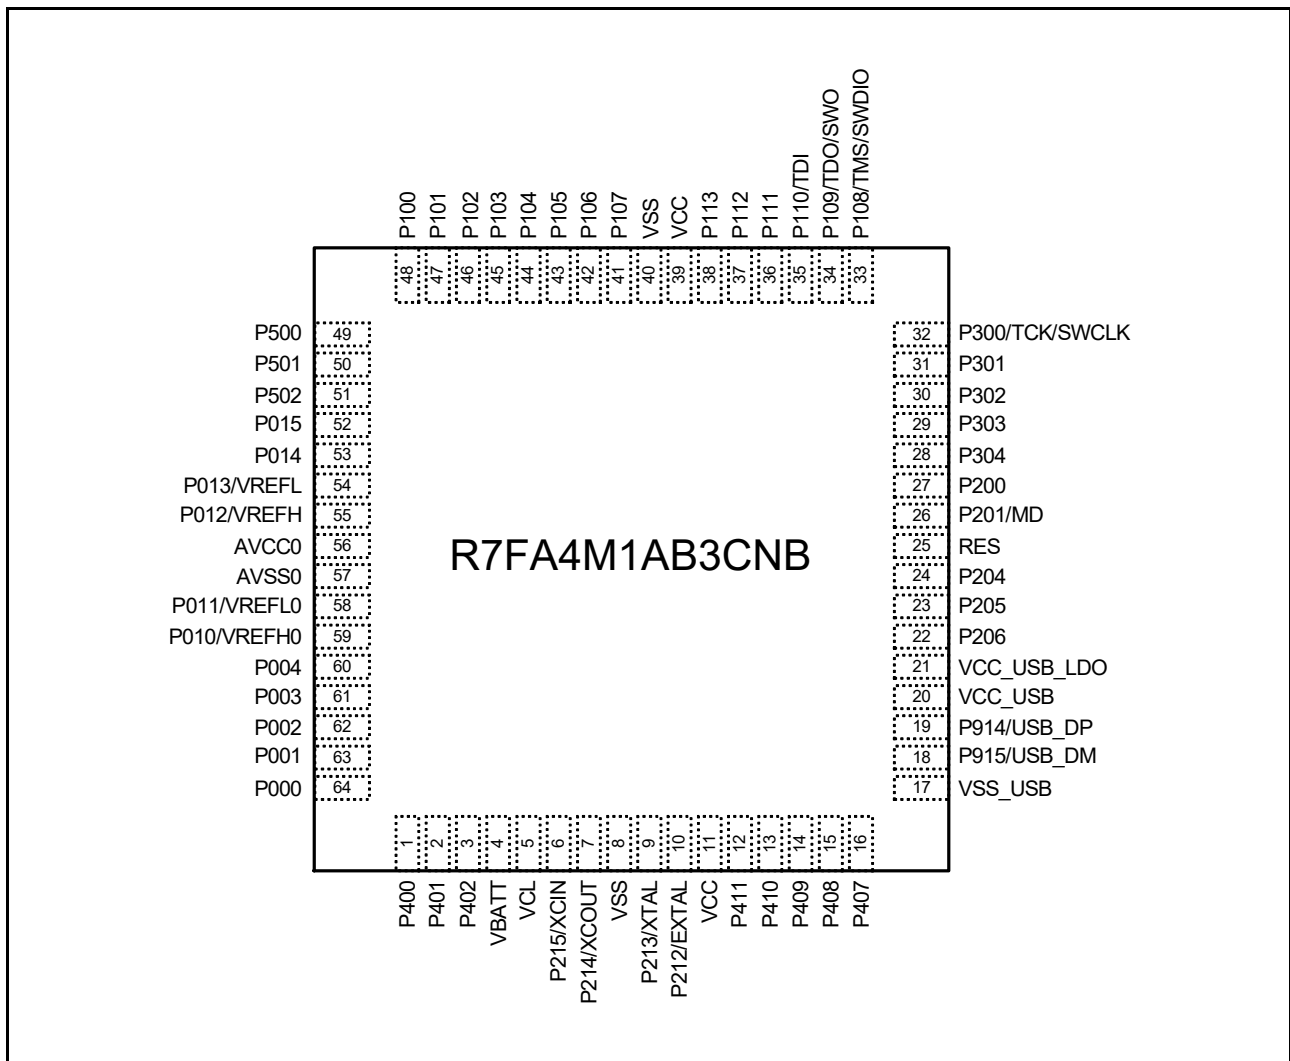 P100 P101 P102 P103 P104 P105 P106 P107 VSS VCC P113 P112 P111 P110/TDI P109/TDO/SWO P108/TMS/SWDIO
48 47 46 45 44 43 42 41 40 39 38 37 36 35 34 33
P500 49 32 P300/TCK/SWCLK
P501 50 31 P301
P502 51 30 P302
P015 52 29 P303
P014 53 28 P304
P013/VREFL 54 27 P200
P012/VREFH 55 26 P201/MD
AVCC0 56 25 RES
R7FA4M1AB3CNB
AVSS0 57 24 P204
P011/VREFL0 58 23 P205
P010/VREFH0 59 22 P206
P004 60 21 VCC_USB_LDO
P003 61 20 VCC_USB
P002 62 19 P914/USB_DP
P001 63 18 P915/USB_DM
P000 64 17 VSS_USB
1 2 3 4 5 6 7 8 9 10 11 12 13 14 15 16
P400 P401 P402 VBATT VCL P215/XCIN P214/XCOUT VSS P213/XTAL P212/EXTAL VCC P411 P410 P409 P408 P407